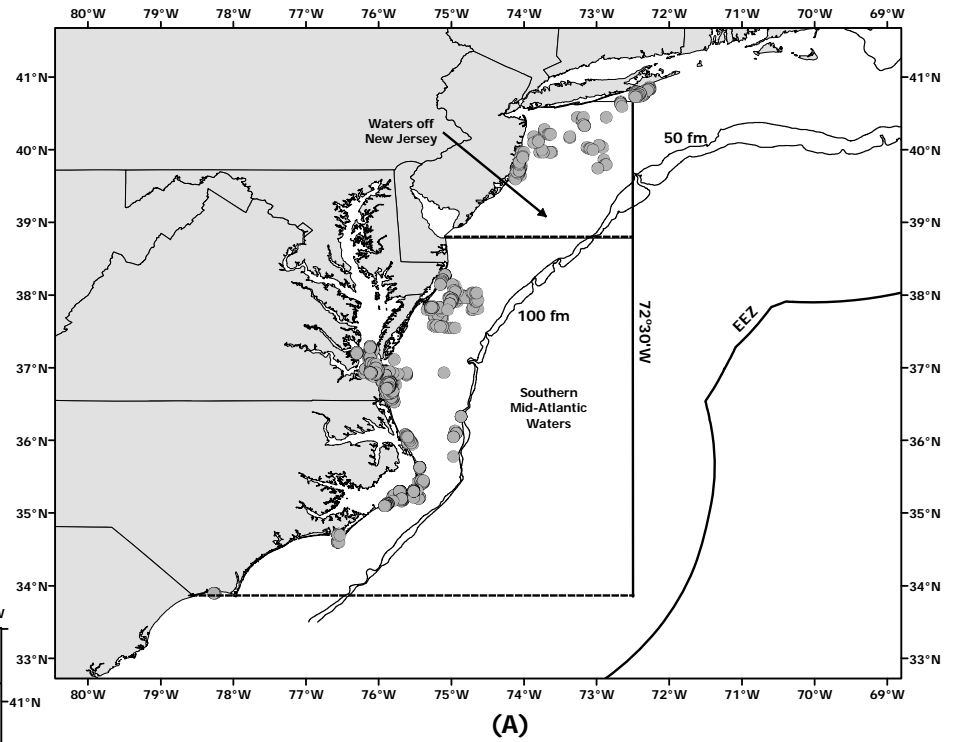 80°W 79°W 78°W 77°W 76°W 75°W 74°W 73°W 72°W 71°W 70°W 69°W
41°N 41°N
Waters off
New Jersey
50 fm
40°N 40°N
39°N 39°N
38°N 38°N
100 fm
72°30'W
EEZ
37°N 37°N
Southern
Mid-Atlantic
Waters
36°N 36°N
35°N 35°N
34°N 34°N
W
33°N 33°N
80°W 79°W 78°W 77°W 76°W 75°W 74°W 73°W 72°W 71°W 70°W 69°W
41°N
(A)